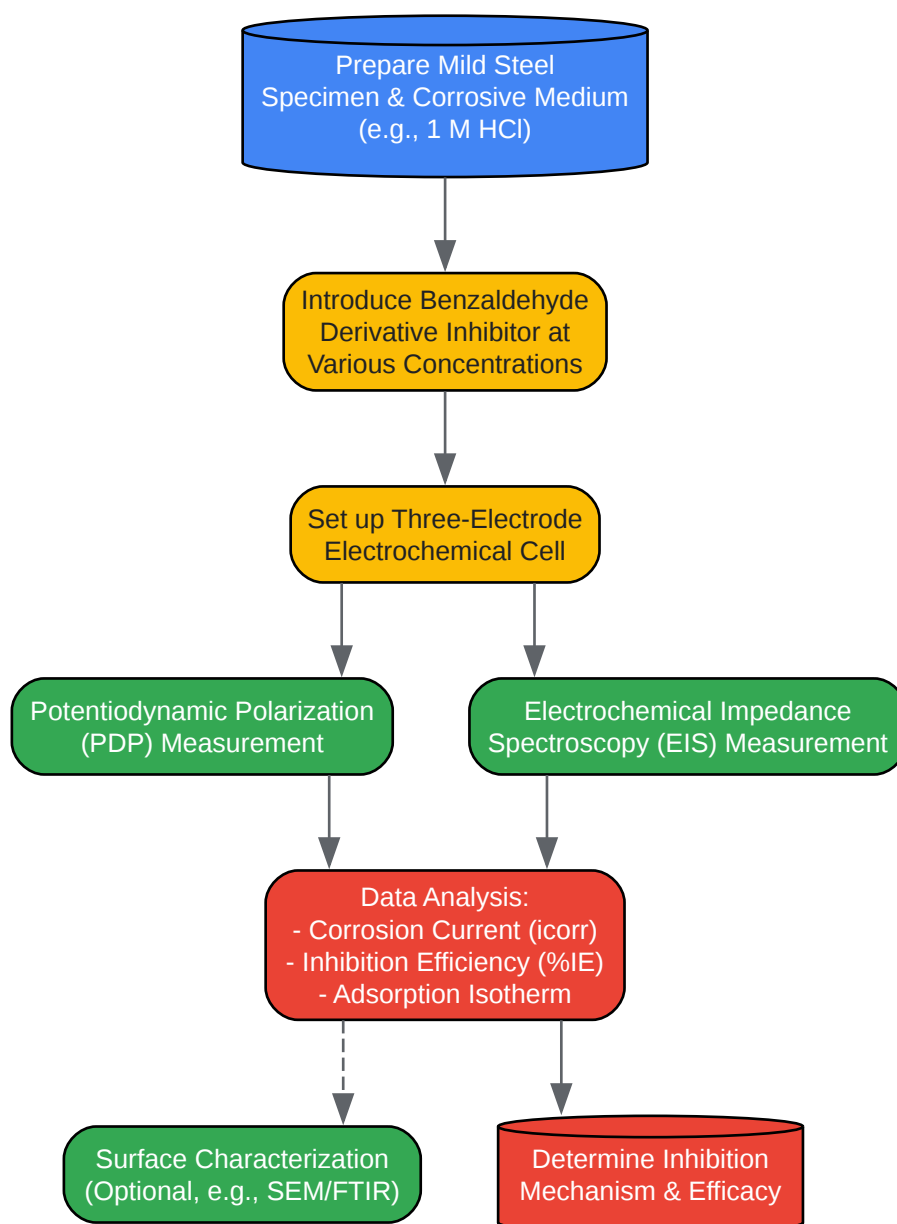 Prepare Mild Steel
Specimen & Corrosive Medium
(e.g., 1 M HCl)
Introduce Benzaldehyde
Derivative Inhibitor at
Various Concentrations
Set up Three-Electrode
Electrochemical Cell
Potentiodynamic Polarization
(PDP) Measurement
Electrochemical Impedance
Spectroscopy (EIS) Measurement
Data Analysis:
- Corrosion Current (icorr)
- Inhibition Efficiency (%IE)
- Adsorption Isotherm
Surface Characterization
(Optional, e.g., SEM/FTIR)
Determine Inhibition
Mechanism & Efficacy